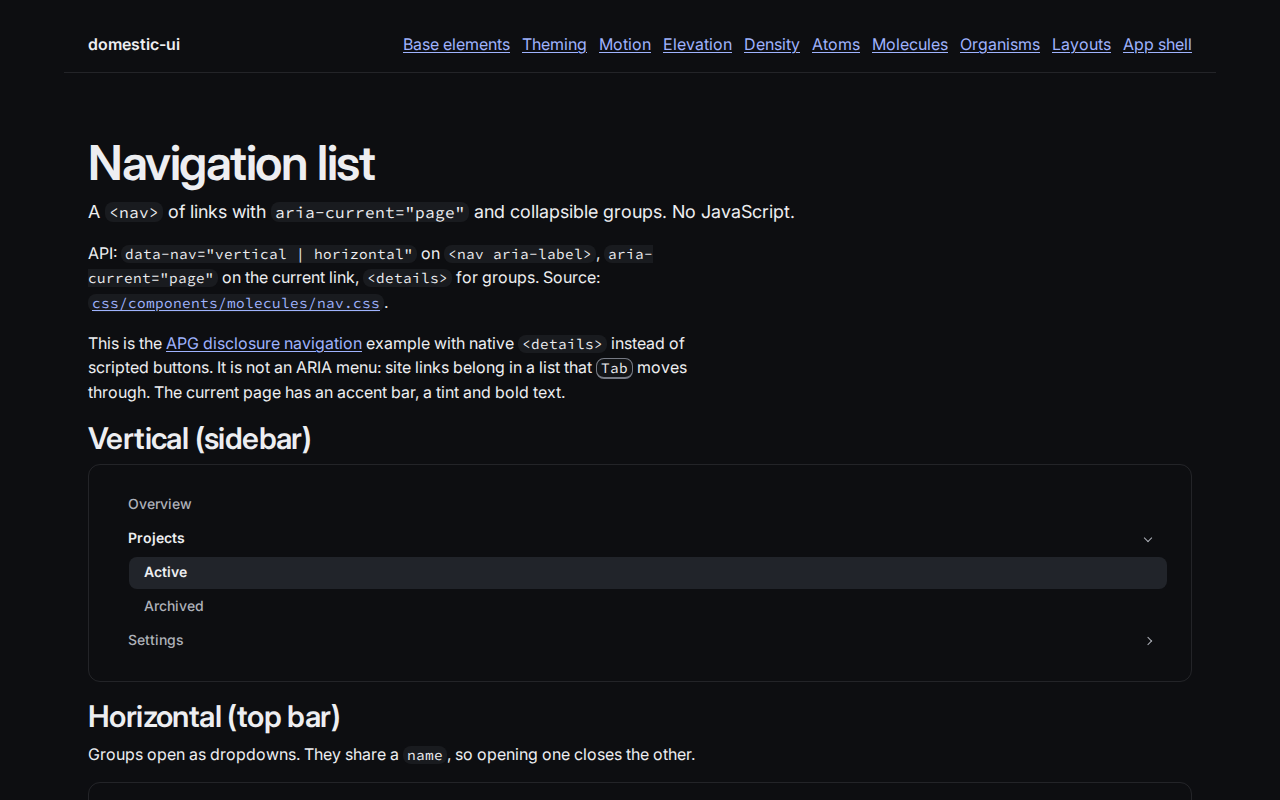 domestic-ui
Base elements Theming Motion Elevation Density Atoms Molecules Organisms Layouts App shell
Navigation list
A <nav> of links with aria-current="page" and collapsible groups. No JavaScript.
API: data-nav="vertical | horizontal" on <nav aria-label>, aria-
current="page" on the current link, <details> for groups. Source:
css/components/molecules/nav.css.
This is the APG disclosure navigation example with native <details> instead of
scripted buttons. It is not an ARIA menu: site links belong in a list that Tab moves
through. The current page has an accent bar, a tint and bold text.
Vertical (sidebar)
Overview
Projects
Active
Archived
Settings
Horizontal (top bar)
Groups open as dropdowns. They share a name, so opening one closes the other.